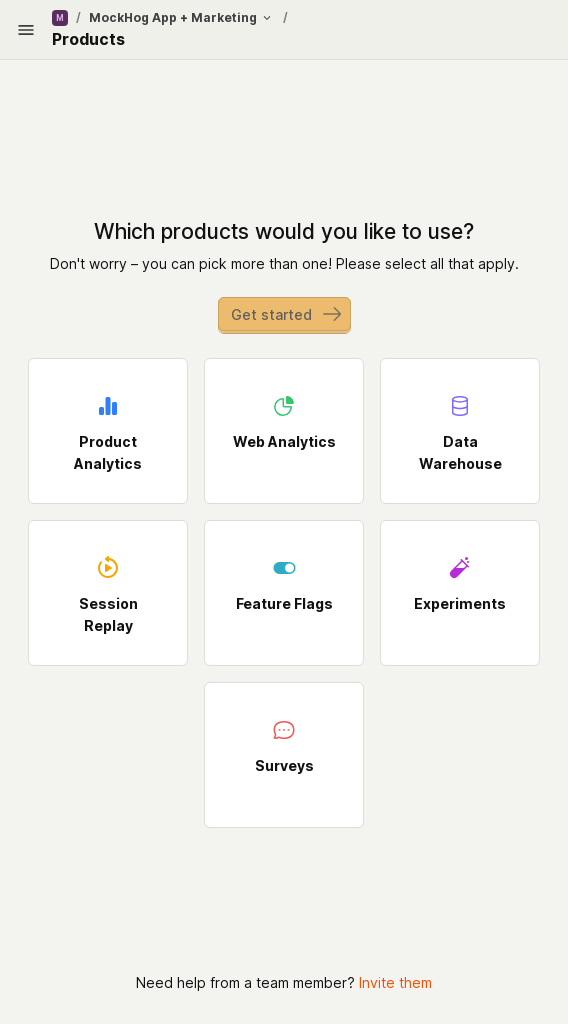 M / MockHog App + Marketing /
Products
Which products would you like to use?
Don't worry – you can pick more than one! Please select all that apply.
Get started
Product
Analytics
Web Analytics
Data
Warehouse
Session
Replay
Feature Flags
Experiments
Surveys
Need help from a team member? Invite them